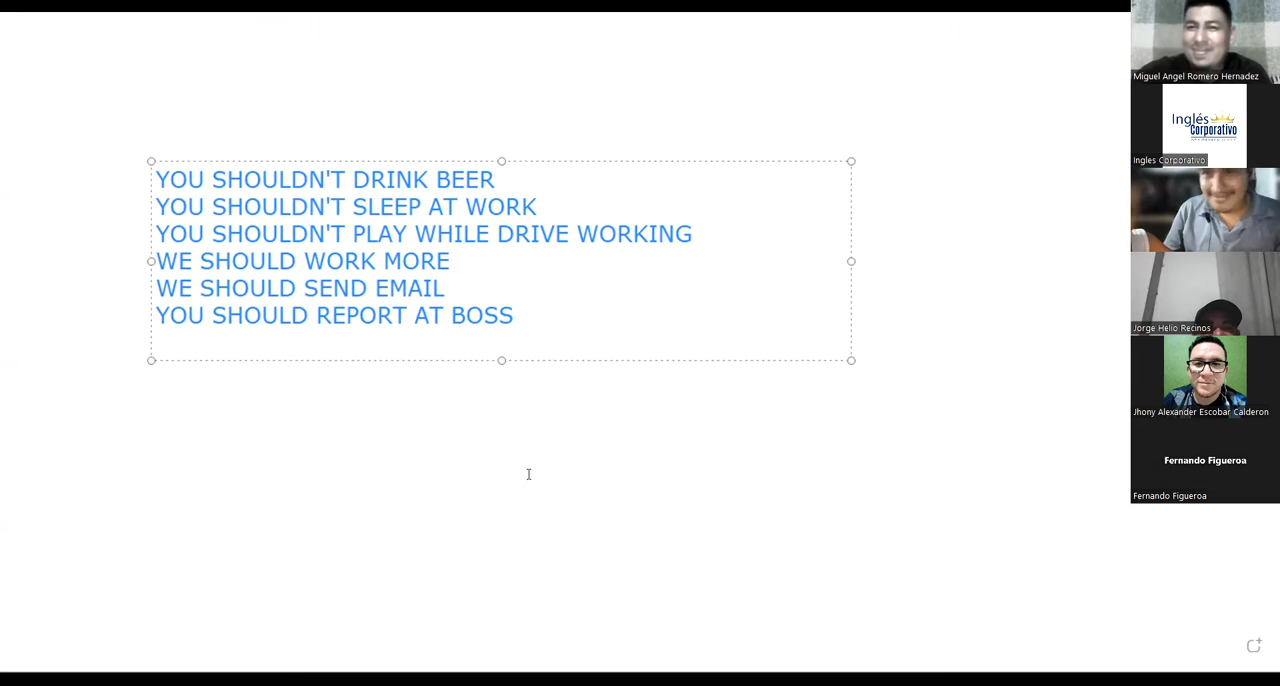 YOU SHOULDN'T DRINK BEER
YOU SHOULDN'T SLEEP AT WORK
YOU SHOULDN'T PLAY WHILE DRIVE WORKING
WE SHOULD WORK MORE
WE SHOULD SEND EMAIL
YOU SHOULD REPORT AT BOSS
Miguel Angel Romero Hernadez
Inglés
Corporativo
Ingles Corporativo
Jorge Helio Recinos
Jhony Alexander Escobar Calderon
Fernando Figueroa
Fernando Figueroa